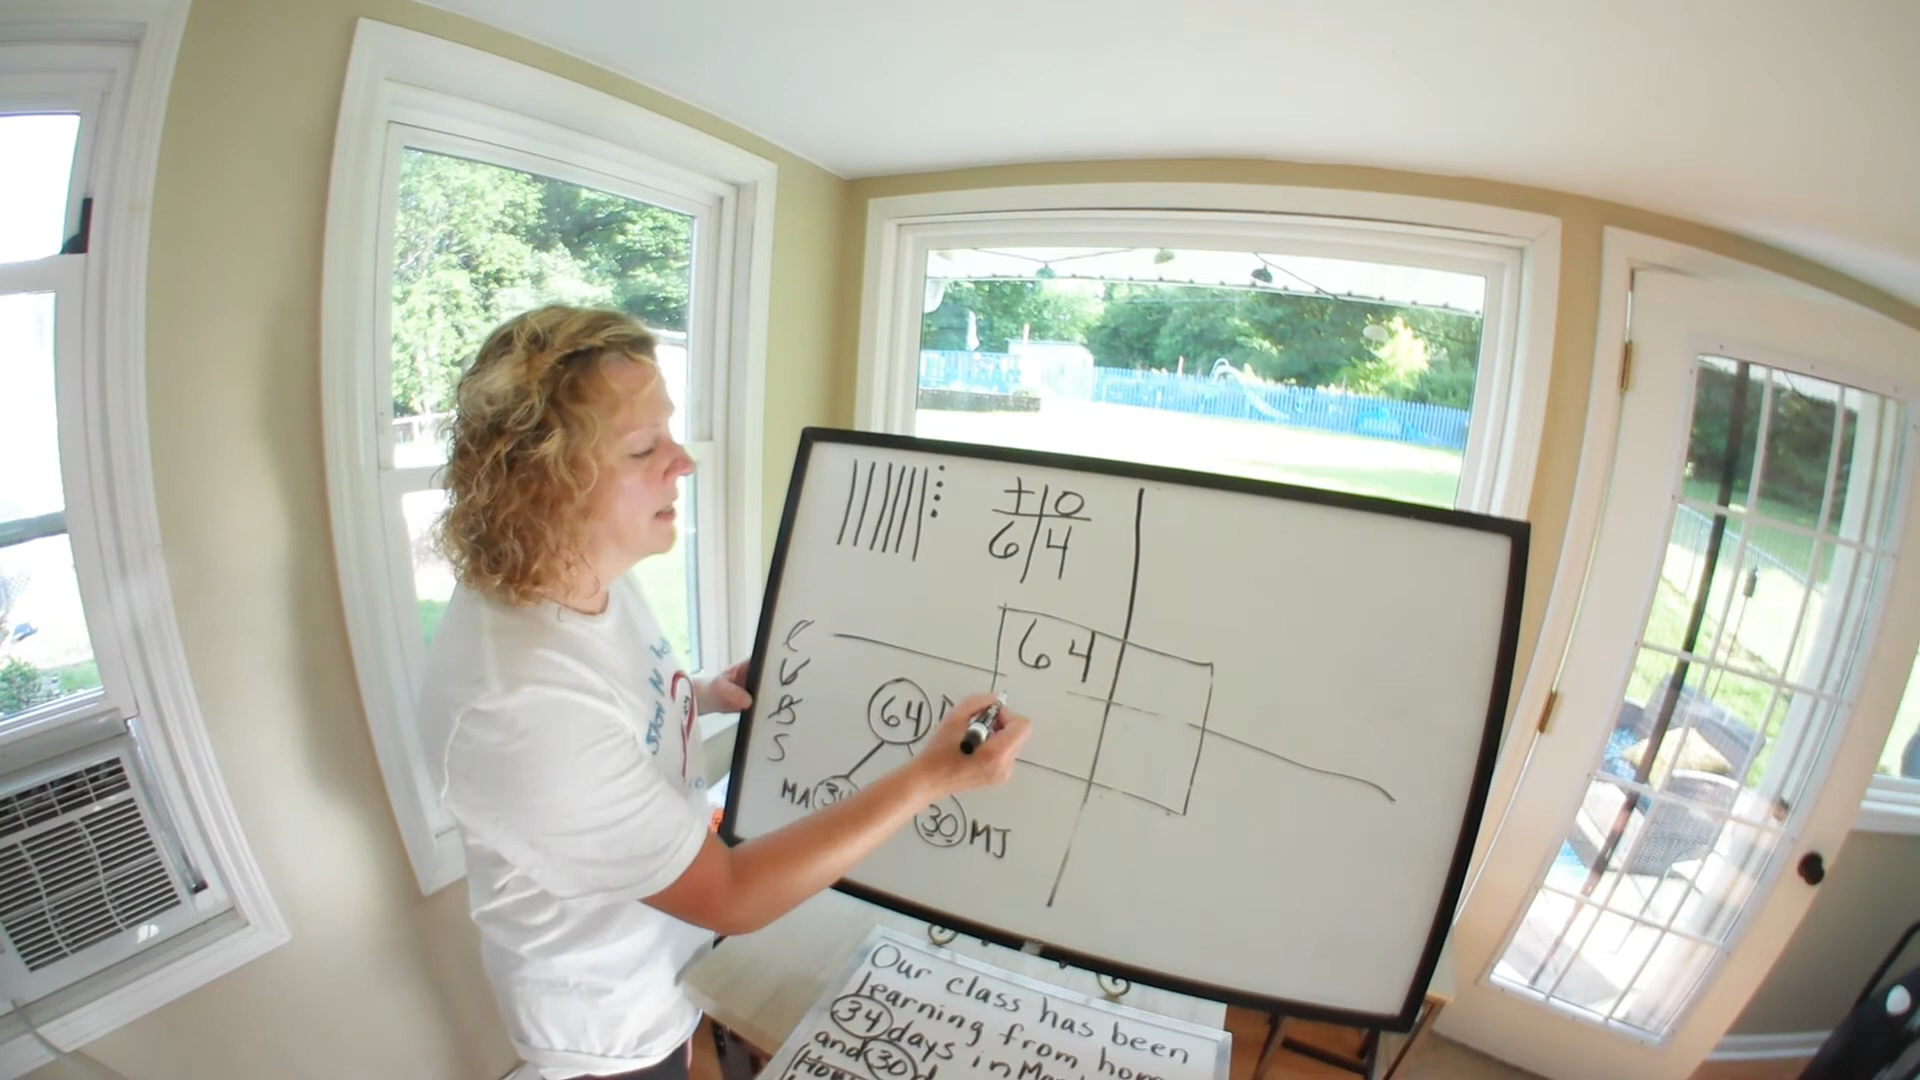 T O
6 4
64
C
U
B
S
64
MA 34
30 MJ
Our class has been
learning from home
34 days in
and 30